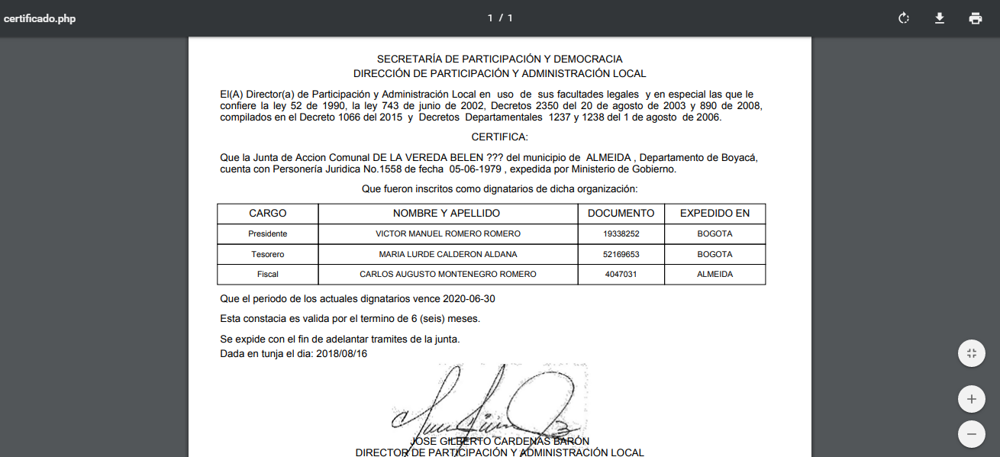 certificado.php
1 / 1
SECRETARÍA DE PARTICIPACIÓN Y DEMOCRACIA
DIRECCIÓN DE PARTICIPACIÓN Y ADMINISTRACIÓN LOCAL
El(A) Director(a) de Participación y Administración Local en uso de sus facultades legales y en especial las que le
confiere la ley 52 de 1990, la ley 743 de junio de 2002, Decretos 2350 del 20 de agosto de 2003 y 890 de 2008,
compilados en el Decreto 1066 del 2015 y Decretos Departamentales 1237 y 1238 del 1 de agosto de 2006.
CERTIFICA:
Que la Junta de Accion Comunal DE LA VEREDA BELEN ??? del municipio de ALMEIDA , Departamento de Boyacá,
cuenta con Personería Juridica No.1558 de fecha 05-06-1979 , expedida por Ministerio de Gobierno.
Que fueron inscritos como dignatarios de dicha organización:
CARGO NOMBRE Y APELLIDO DOCUMENTO EXPEDIDO EN
Presidente VICTOR MANUEL ROMERO ROMERO 19338252 BOGOTA
Tesorero MARIA LURDE CALDERON ALDANA 52169653 BOGOTA
Fiscal CARLOS AUGUSTO MONTENEGRO ROMERO 4047031 ALMEIDA
Que el periodo de los actuales dignatarios vence 2020-06-30
Esta constacia es valida por el termino de 6 (seis) meses.
Se expide con el fin de adelantar tramites de la junta.
Dada en tunja el dia: 2018/08/16
JOSE GILBERTO CARDENAS BARÓN
DIRECTOR DE PARTICIPACIÓN Y ADMINISTRACIÓN LOCAL